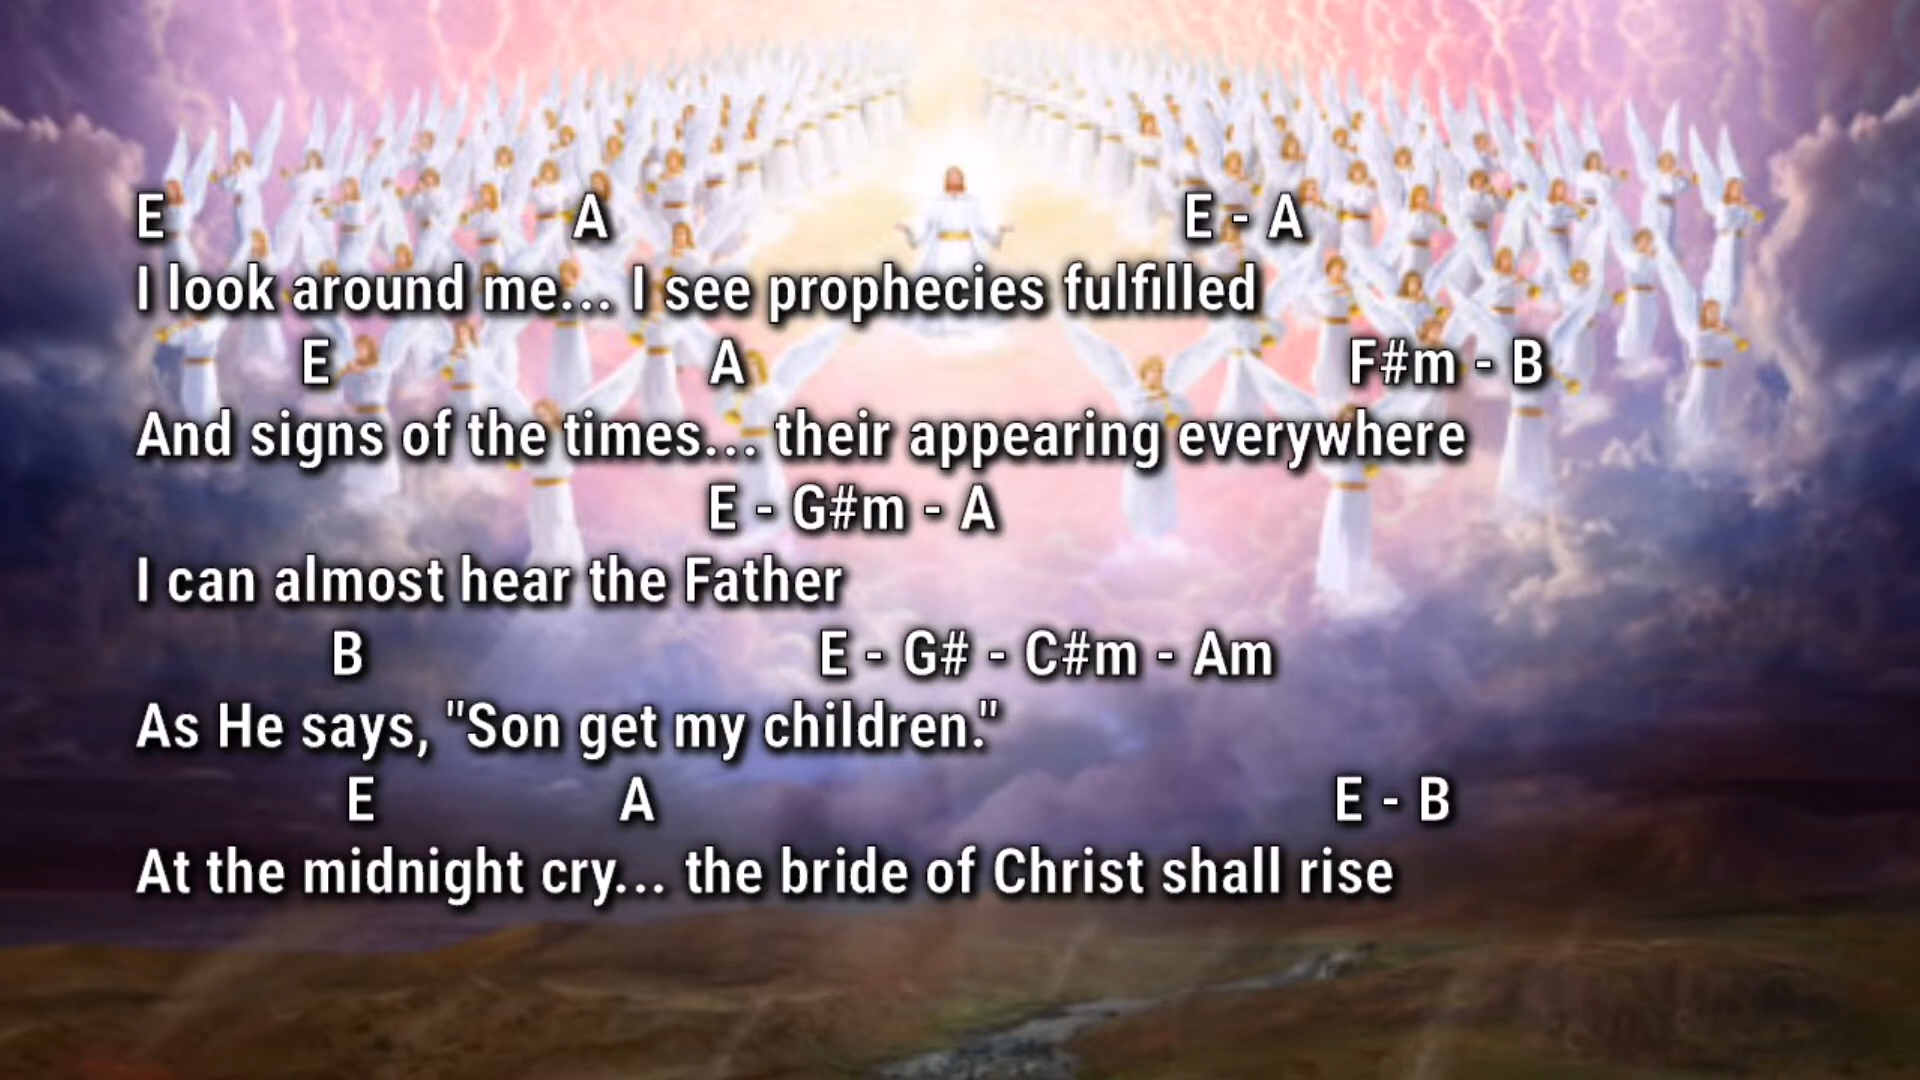 E A E - A
I look around me... I see prophecies fulfilled
E A F#m - B
And signs of the times... their appearing everywhere
E - G#m - A
I can almost hear the Father
B E - G# - C#m - Am
As He says, "Son get my children."
E A E - B
At the midnight cry... the bride of Christ shall rise